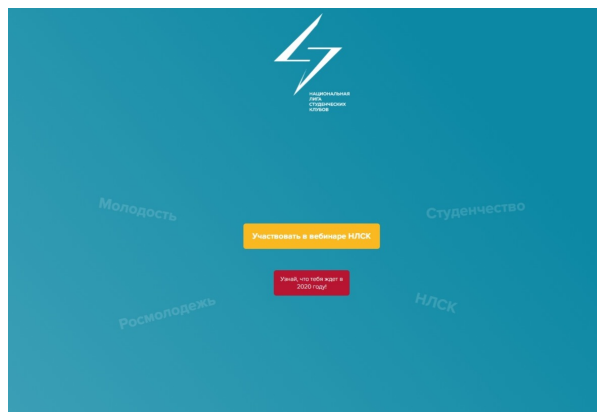 НАЦИОНАЛЬНАЯ
ЛИГА
СТУДЕНЧЕСКИХ
КЛУБОВ
Молодость
Студенчество
Участвовать в вебинаре НЛСК
Узнай, что тебя ждет в
2020 году!
Росмолодежь
НЛСК